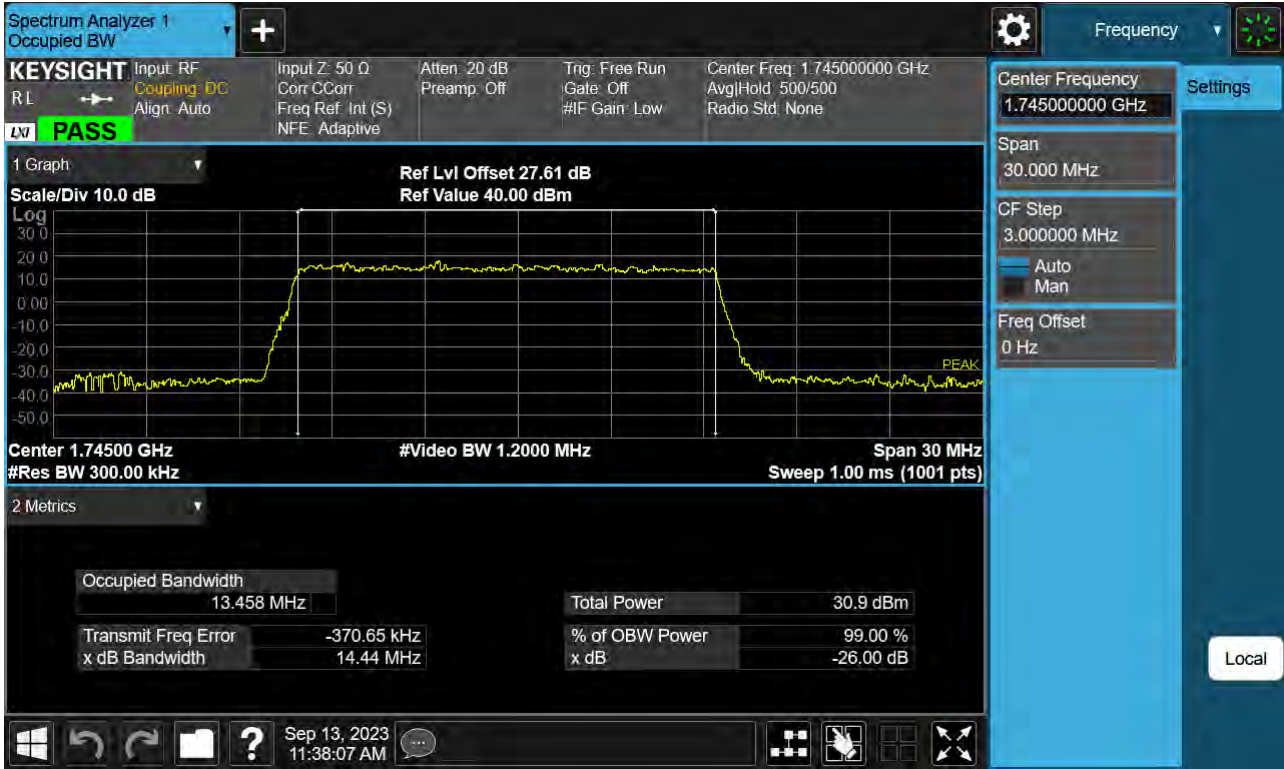 Spectrum Analyzer 1
Occupied BW
Frequency
KEYSIGHT
R L
LXI
PASS
Input: RF
Coupling: DC
Align: Auto
Input Z: 50 Ω
Corr CCorr
Freq Ref: Int (S)
NFE: Adaptive
Atten: 20 dB
Preamp: Off
Trig: Free Run
Gate: Off
#IF Gain: Low
Center Freq: 1.745000000 GHz
Avg|Hold: 500/500
Radio Std: None
Center Frequency
1.745000000 GHz
Settings
Span
30.000 MHz
CF Step
3.000000 MHz
Auto
Man
Freq Offset
0 Hz
1 Graph
Scale/Div 10.0 dB
Ref Lvl Offset 27.61 dB
Ref Value 40.00 dBm
Log
30.0
20.0
10.0
0.00
-10.0
-20.0
-30.0
-40.0
-50.0
PEAK
Center 1.74500 GHz
#Video BW 1.2000 MHz
Span 30 MHz
#Res BW 300.00 kHz
Sweep 1.00 ms (1001 pts)
2 Metrics
Occupied Bandwidth
13.458 MHz
Total Power 30.9 dBm
Transmit Freq Error -370.65 kHz
% of OBW Power 99.00 %
x dB Bandwidth 14.44 MHz
x dB -26.00 dB
Local
Sep 13, 2023
11:38:07 AM